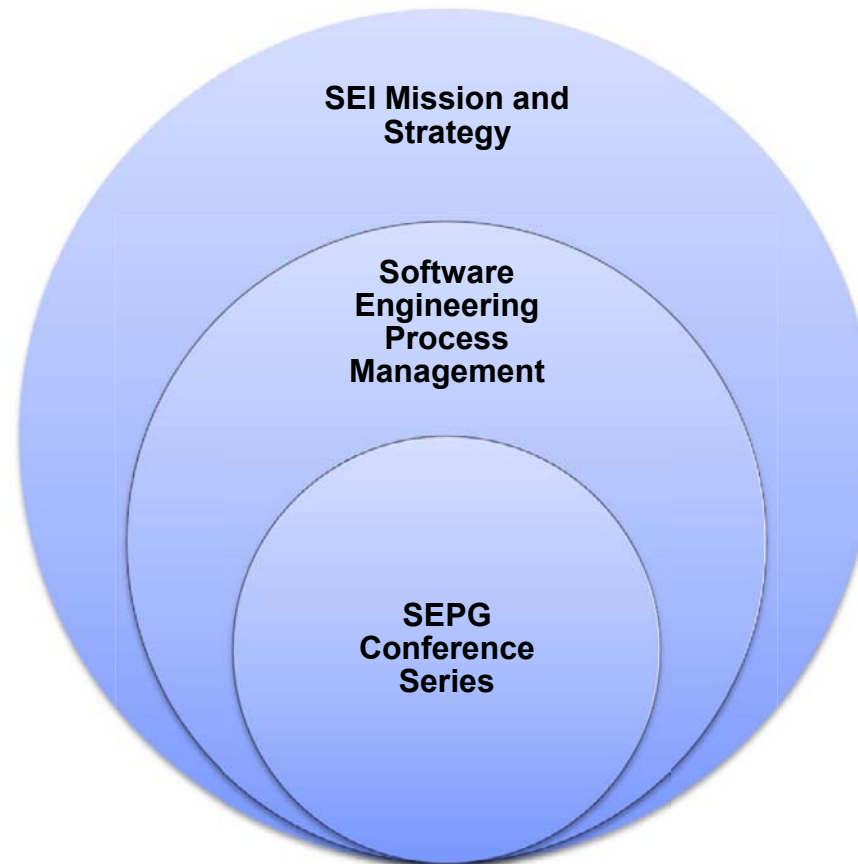 SEI Mission and
Strategy
Software
Engineering
Process
Management
SEPG
Conference
Series